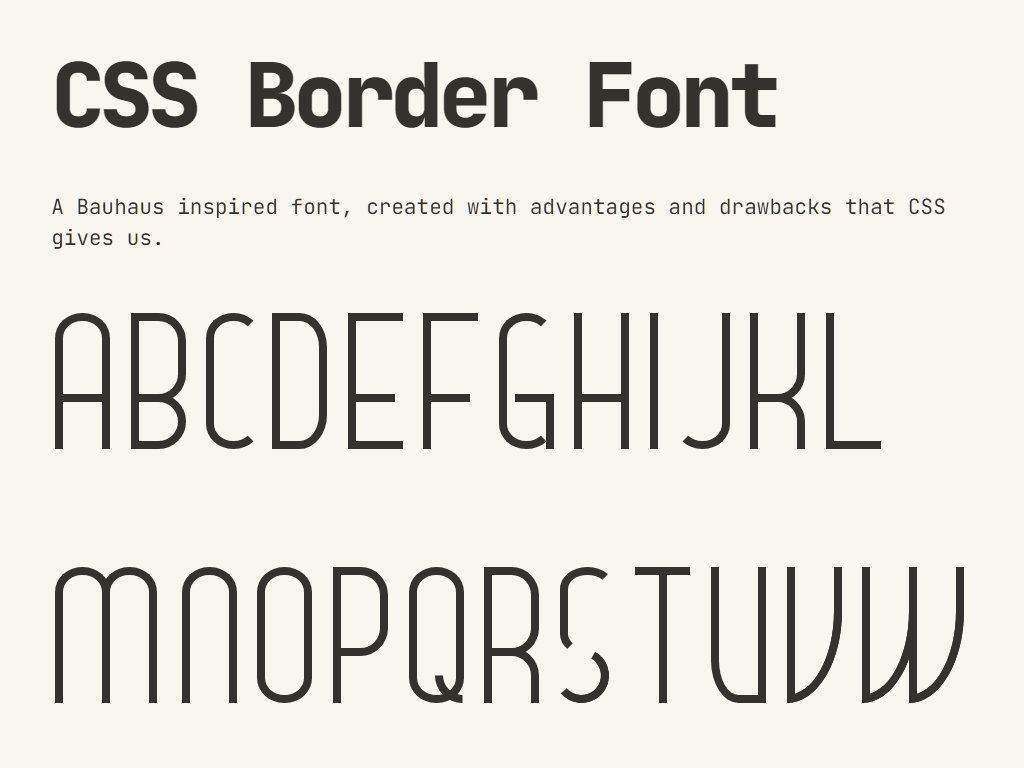 CSS Border Font
A Bauhaus inspired font, created with advantages and drawbacks that CSS
gives us.
ABCDEFGHIJKL
MNOPQRSTUVW